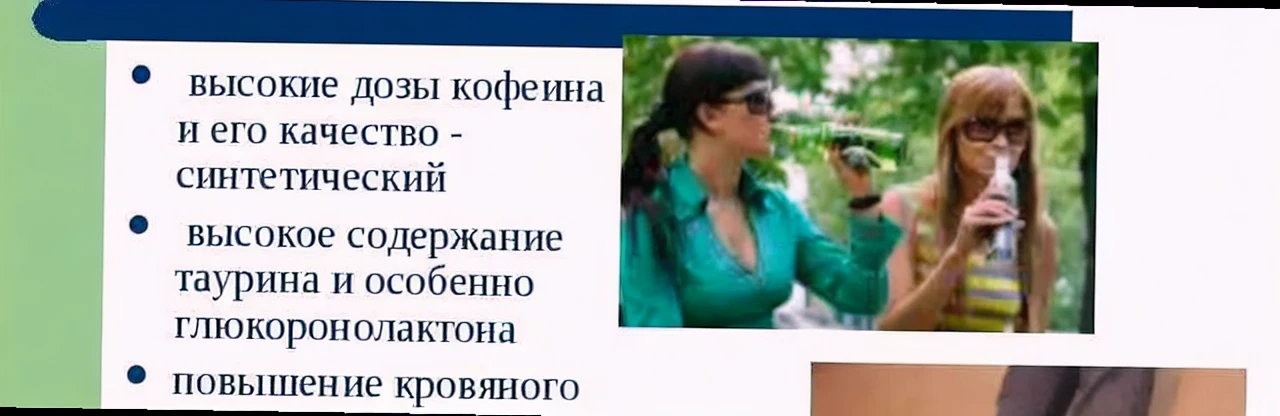 высокие дозы кофеина
и его качество -
синтетический
высокое содержание
таурина и особенно
глюкоронолактона
повышение кровяного